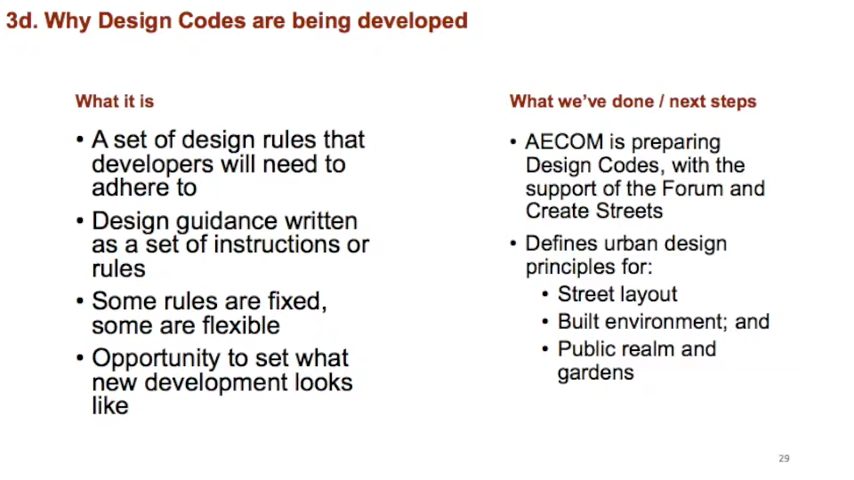 3d. Why Design Codes are being developed
What it is
• A set of design rules that
developers will need to
adhere to
• Design guidance written
as a set of instructions or
rules
• Some rules are fixed,
some are flexible
• Opportunity to set what
new development looks
like
What we've done / next steps
• AECOM is preparing
Design Codes, with the
support of the Forum and
Create Streets
• Defines urban design
principles for:
• Street layout
• Built environment; and
• Public realm and
gardens
29